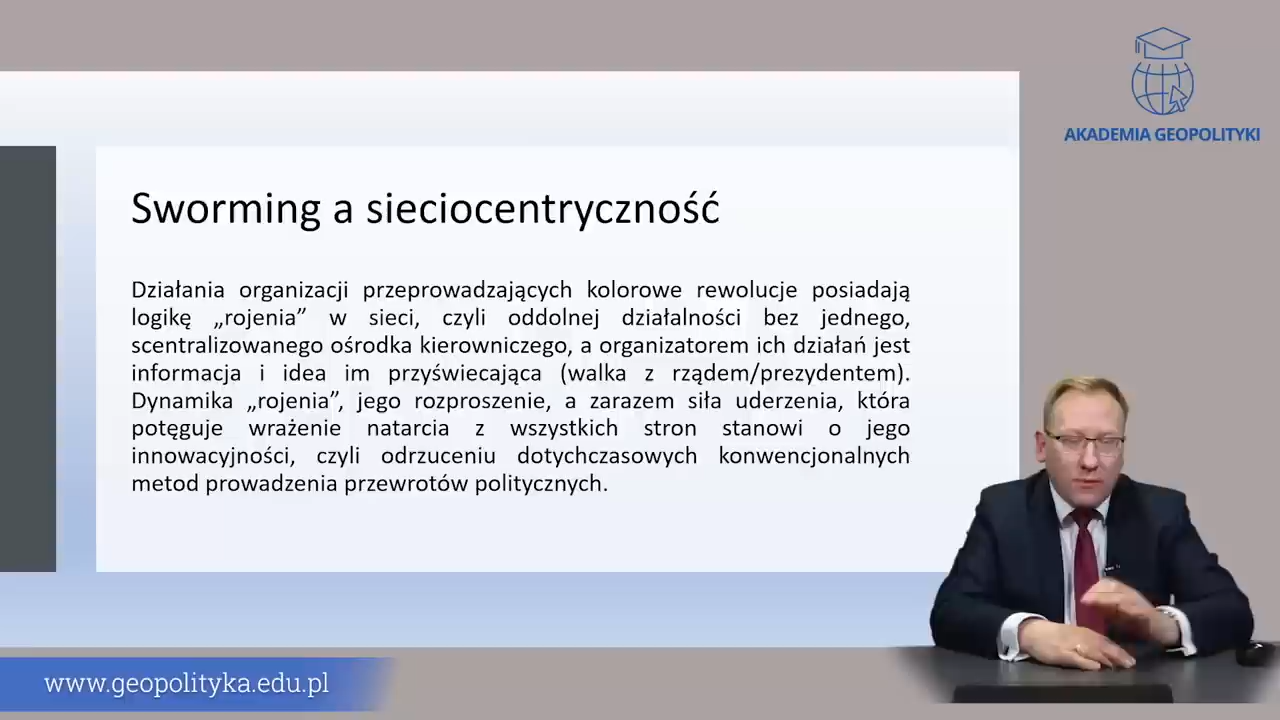 AKADEMIA GEOPOLITYKI
Sworming a sieciocentryczność
Działania organizacji przeprowadzających kolorowe rewolucje posiadają
logikę „rojenia” w sieci, czyli oddolnej działalności bez jednego,
scentralizowanego ośrodka kierowniczego, a organizatorem ich działań jest
informacja i idea im przyświecająca (walka z rządem/prezydentem).
Dynamika „rojenia”, jego rozproszenie, a zarazem siła uderzenia, która
potęguje wrażenie natarcia z wszystkich stron stanowi o jego
innowacyjności, czyli odrzuceniu dotychczasowych konwencjonalnych
metod prowadzenia przewrotów politycznych.
www.geopolityka.edu.pl